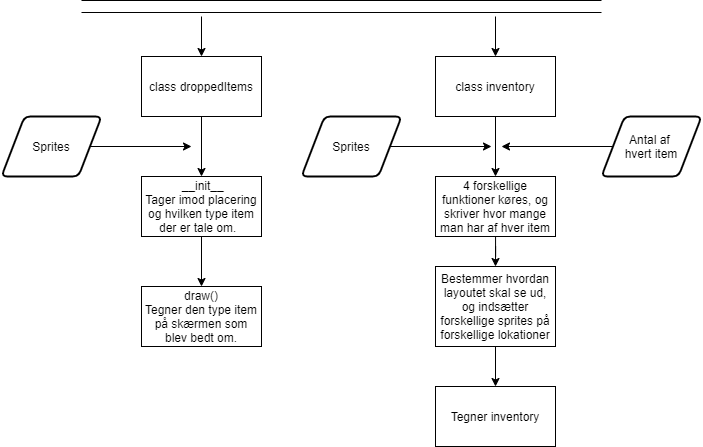 class droppedItems
class inventory
Sprites
Sprites
Antal af
hvert item
__init__
Tager imod placering
og hvilken type item
der er tale om.
4 forskellige
funktioner køres, og
skriver hvor mange
man har af hver item
draw()
Tegner den type item
på skærmen som
blev bedt om.
Bestemmer hvordan
layoutet skal se ud,
og indsætter
forskellige sprites på
forskellige lokationer
Tegner inventory